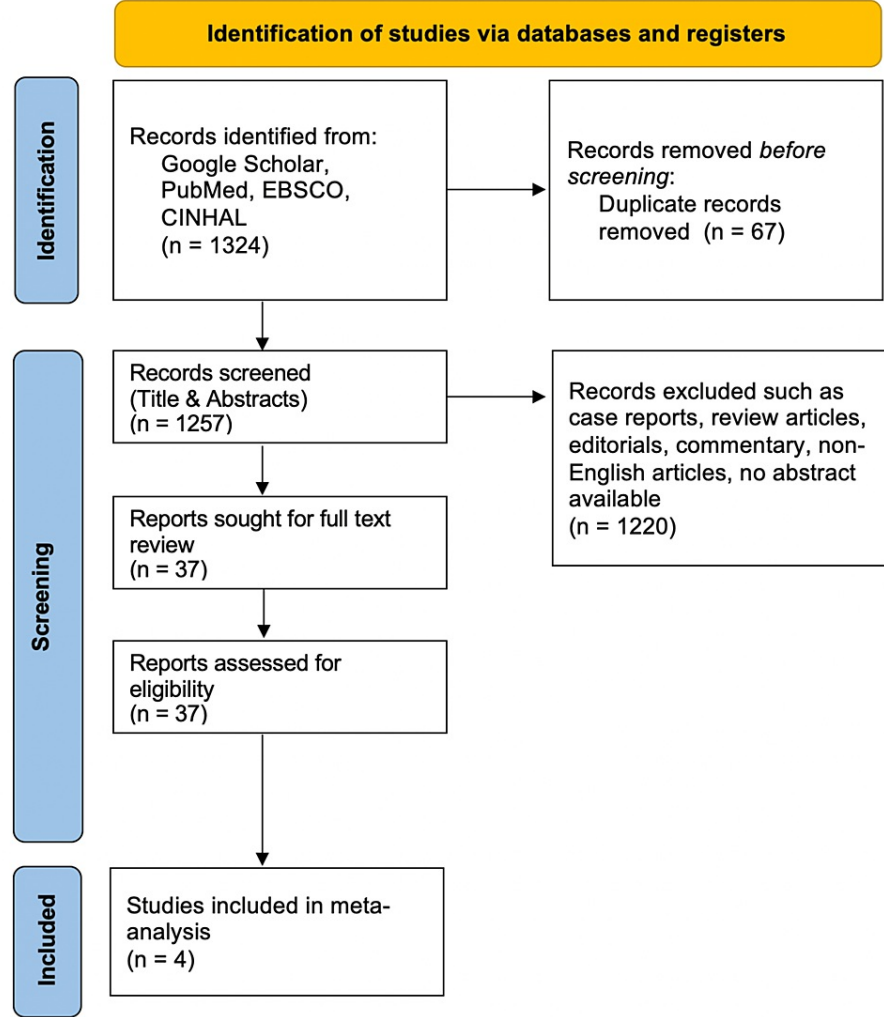 Identification of studies via databases and registers
Identification
Records identified from:
Google Scholar,
PubMed, EBSCO,
CINHAL
(n = 1324)
Records removed before
screening:
Duplicate records
removed (n = 67)
Screening
Records screened
(Title & Abstracts)
(n = 1257)
Records excluded such as
case reports, review articles,
editorials, commentary, non-
English articles, no abstract
available
(n = 1220)
Reports sought for full text
review
(n = 37)
Reports assessed for
eligibility
(n = 37)
Included
Studies included in meta-
analysis
(n = 4)